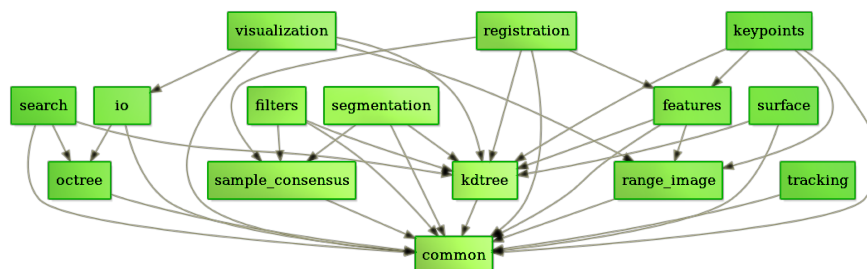 visualization
registration
keypoints
search
io
filters
segmentation
features
surface
octree
sample_consensus
kdtree
range_image
tracking
common